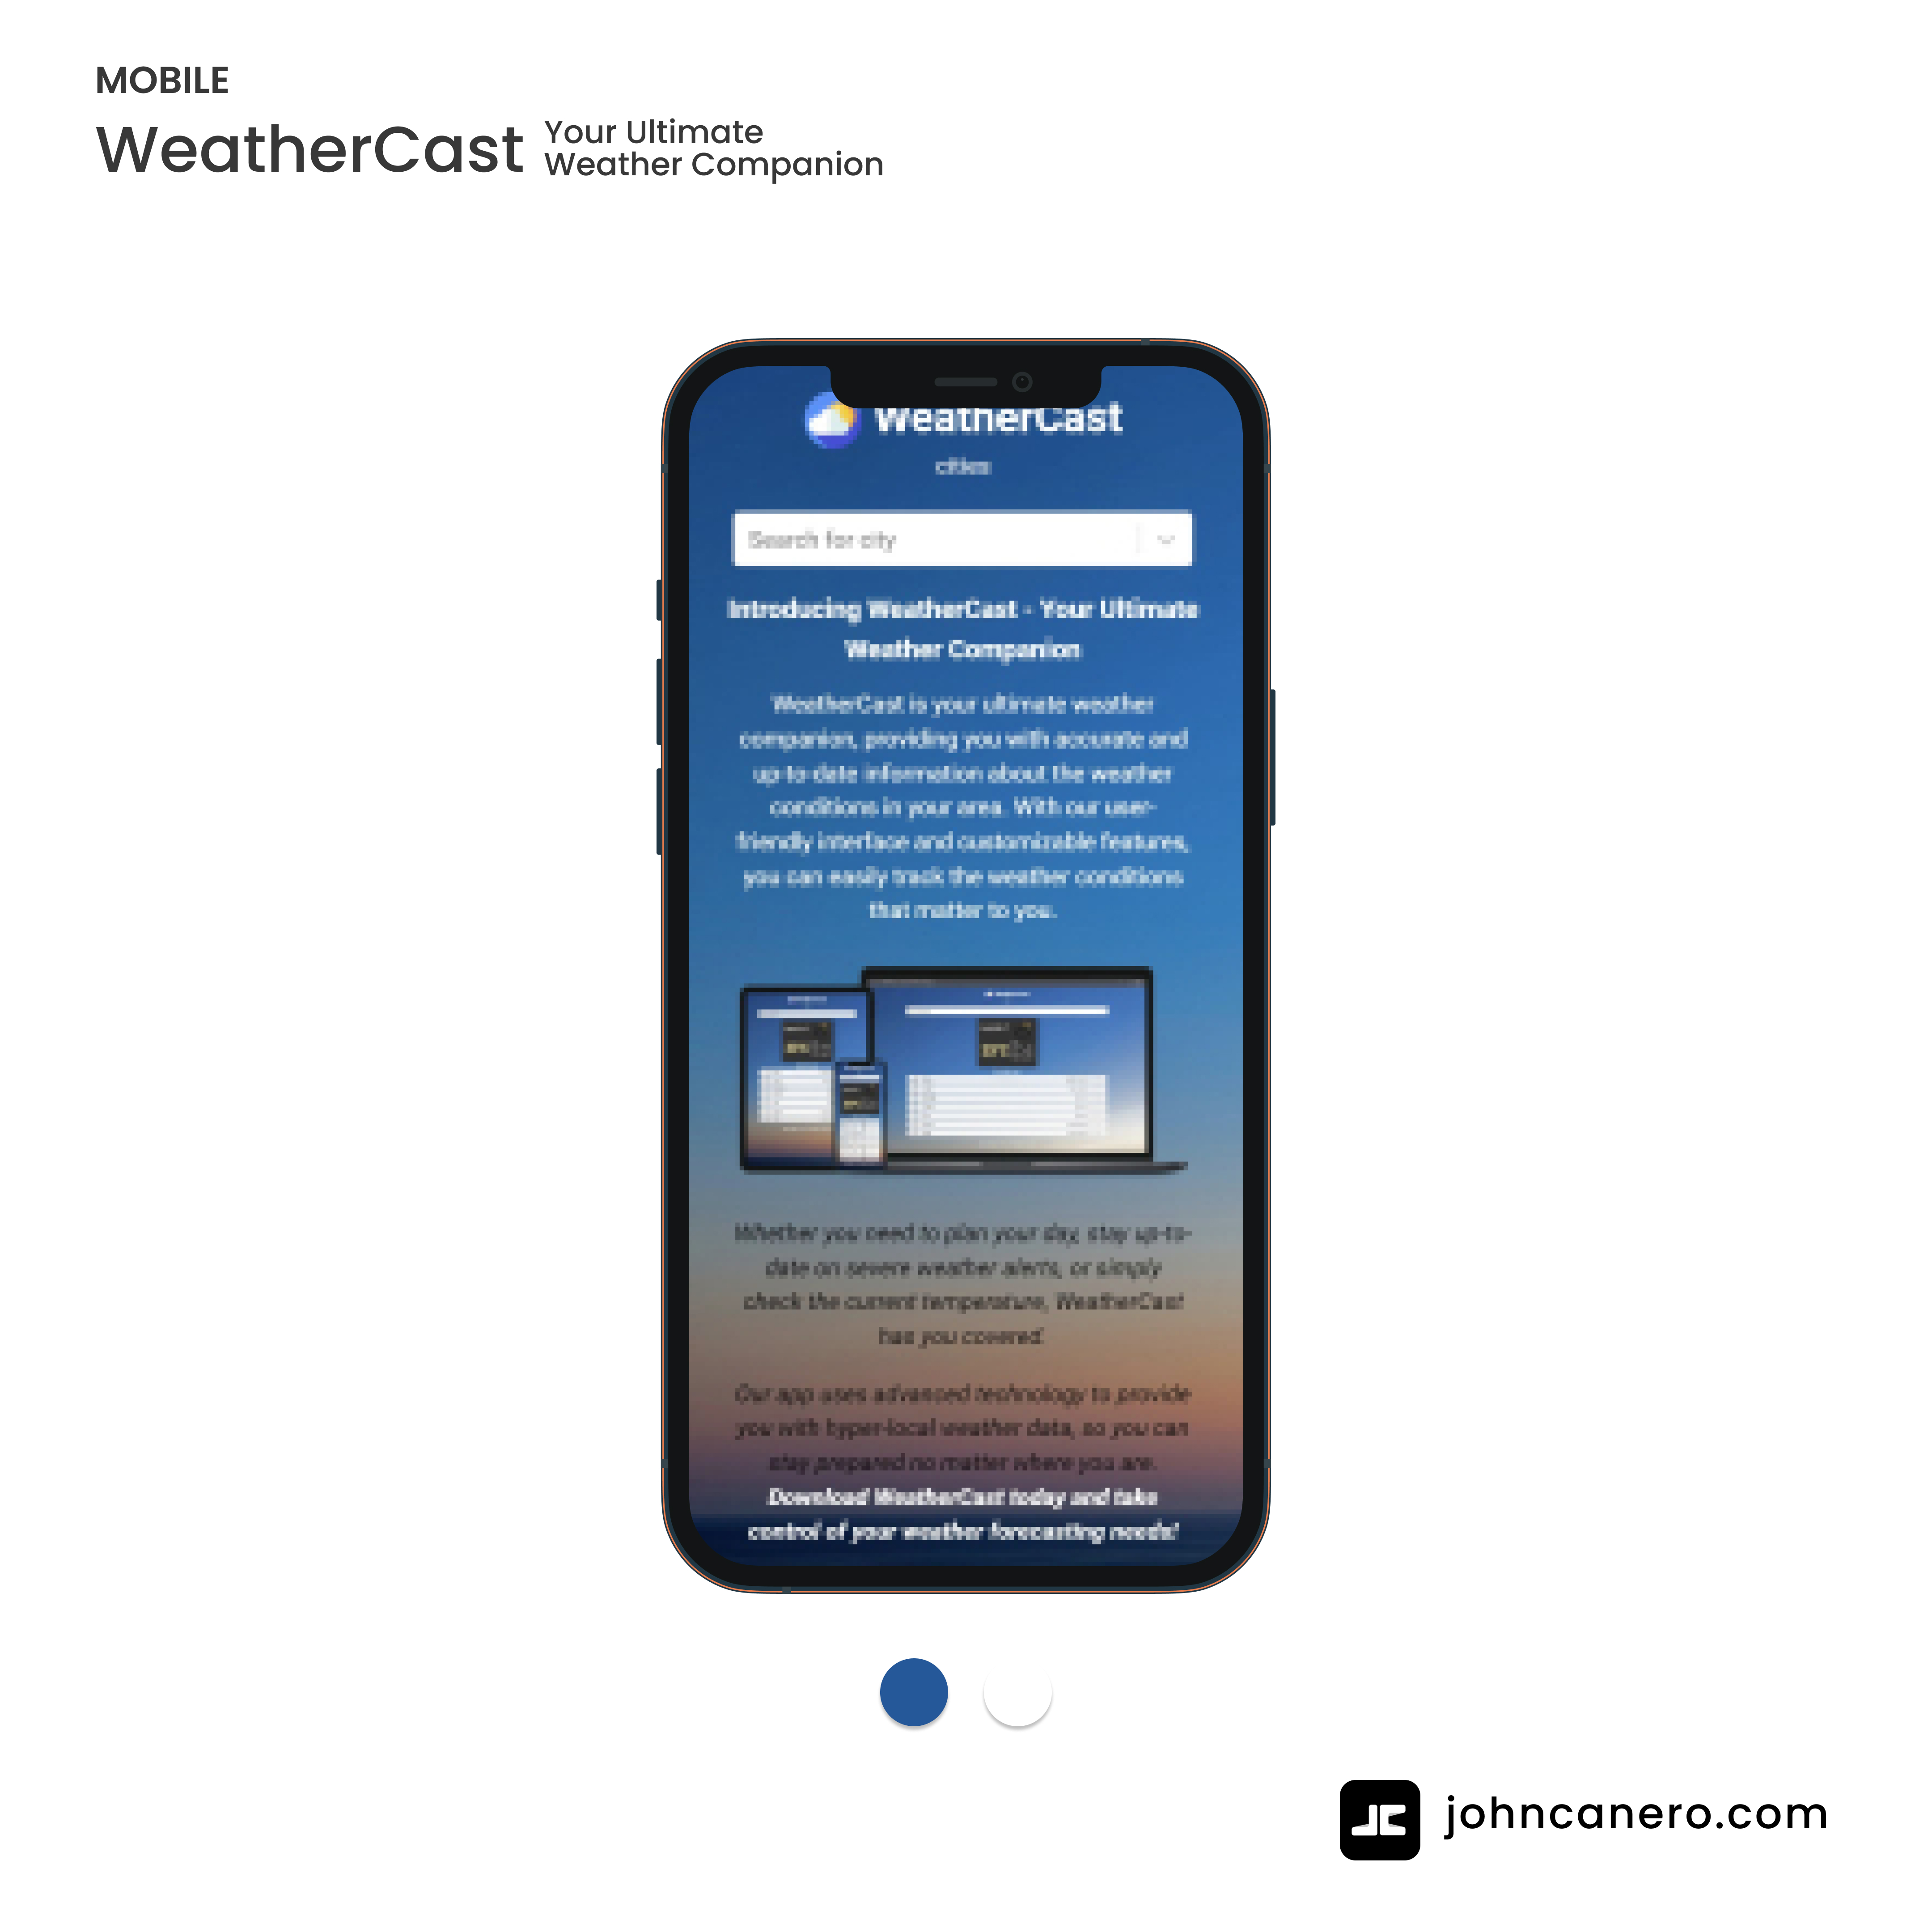 MOBILE
WeatherCast
Your Ultimate
Weather Companion
WeatherCast
cities
Search for city
Introducing WeatherCast - Your Ultimate
Weather Companion
WeatherCast is your ultimate weather
companion, providing you with accurate and
up-to-date information about the weather
conditions in your area. With our user-
friendly interface and customizable features,
you can easily track the weather conditions
that matter to you.
Whether you need to plan your day, stay up-to-
date on severe weather alerts, or simply
check the current temperature, WeatherCast
has you covered!
Our app uses advanced technology to provide
you with hyper-local weather data, so you can
stay prepared no matter where you are.
Download WeatherCast today and take
control of your weather forecasting needs!
JC johncanero.com